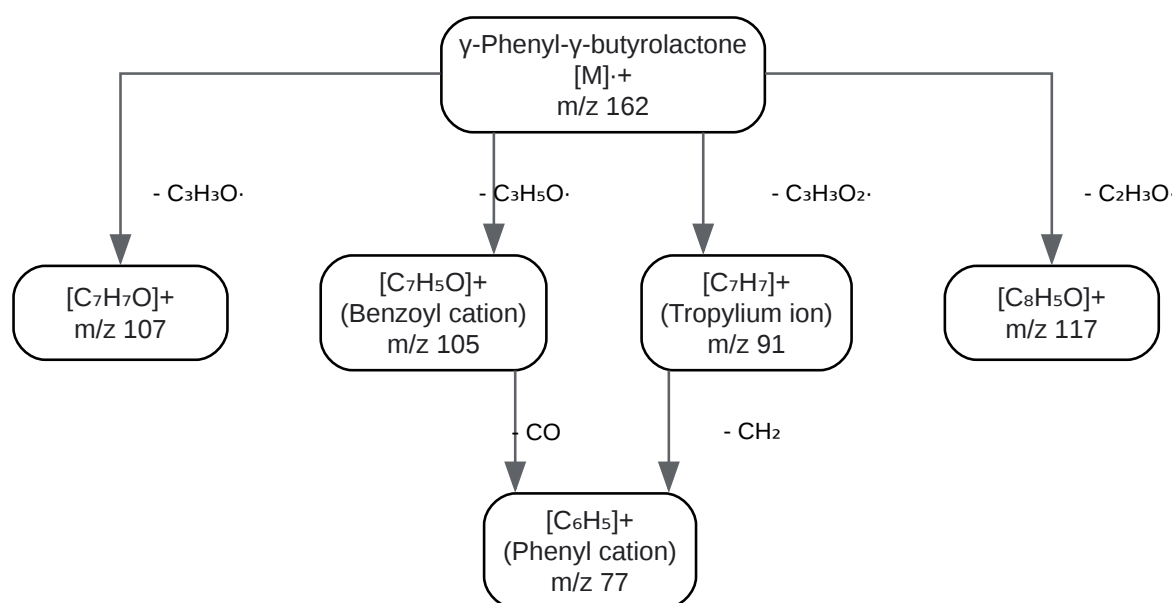 γ-Phenyl-γ-butyrolactone
[M]·+
m/z 162
- C₃H₃O·
- C₃H₅O·
- C₃H₃O₂·
- C₂H₃O·
[C₇H₇O]+
m/z 107
[C₇H₅O]+
(Benzoyl cation)
m/z 105
[C₇H₇]+
(Tropylium ion)
m/z 91
[C₈H₅O]+
m/z 117
- CO
- CH₂
[C₆H₅]+
(Phenyl cation)
m/z 77